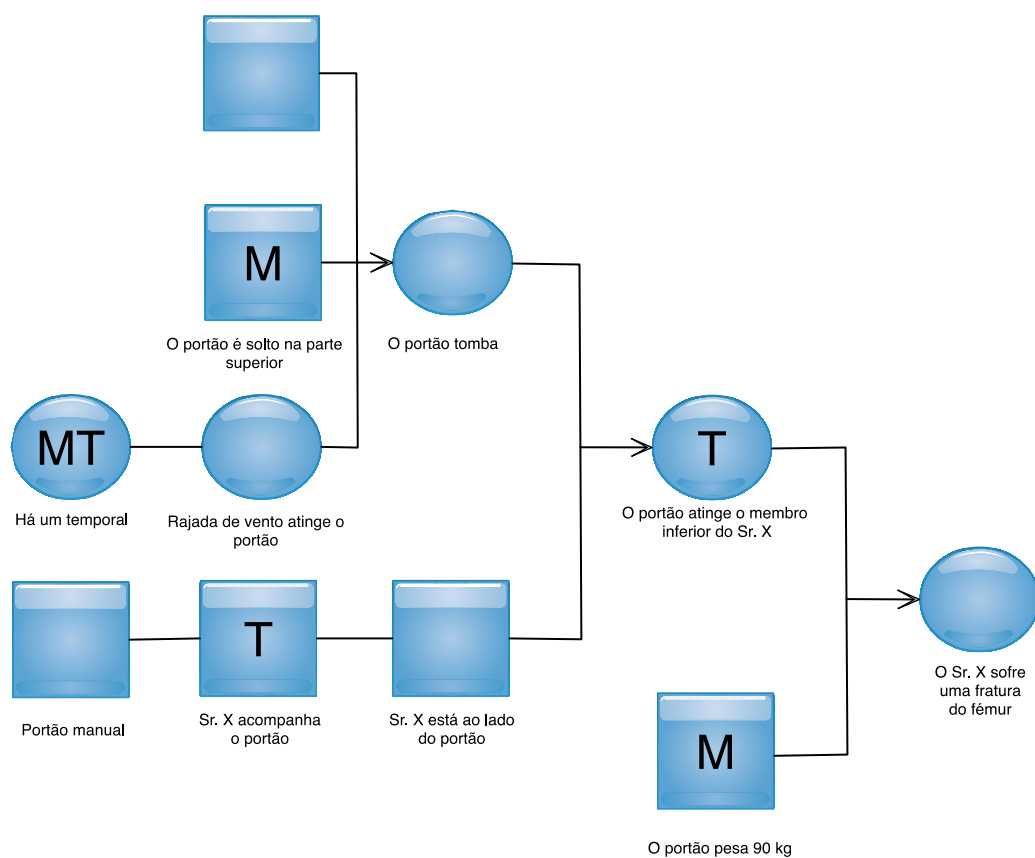 M
O portão é solto na parte
superior
O portão tomba
MT
Há um temporal
Rajada de vento atinge o
portão
T
O portão atinge o membro
inferior do Sr. X
Portão manual
T
Sr. X acompanha
o portão
Sr. X está ao lado
do portão
O Sr. X sofre
uma fratura
do fémur
M
O portão pesa 90 kg